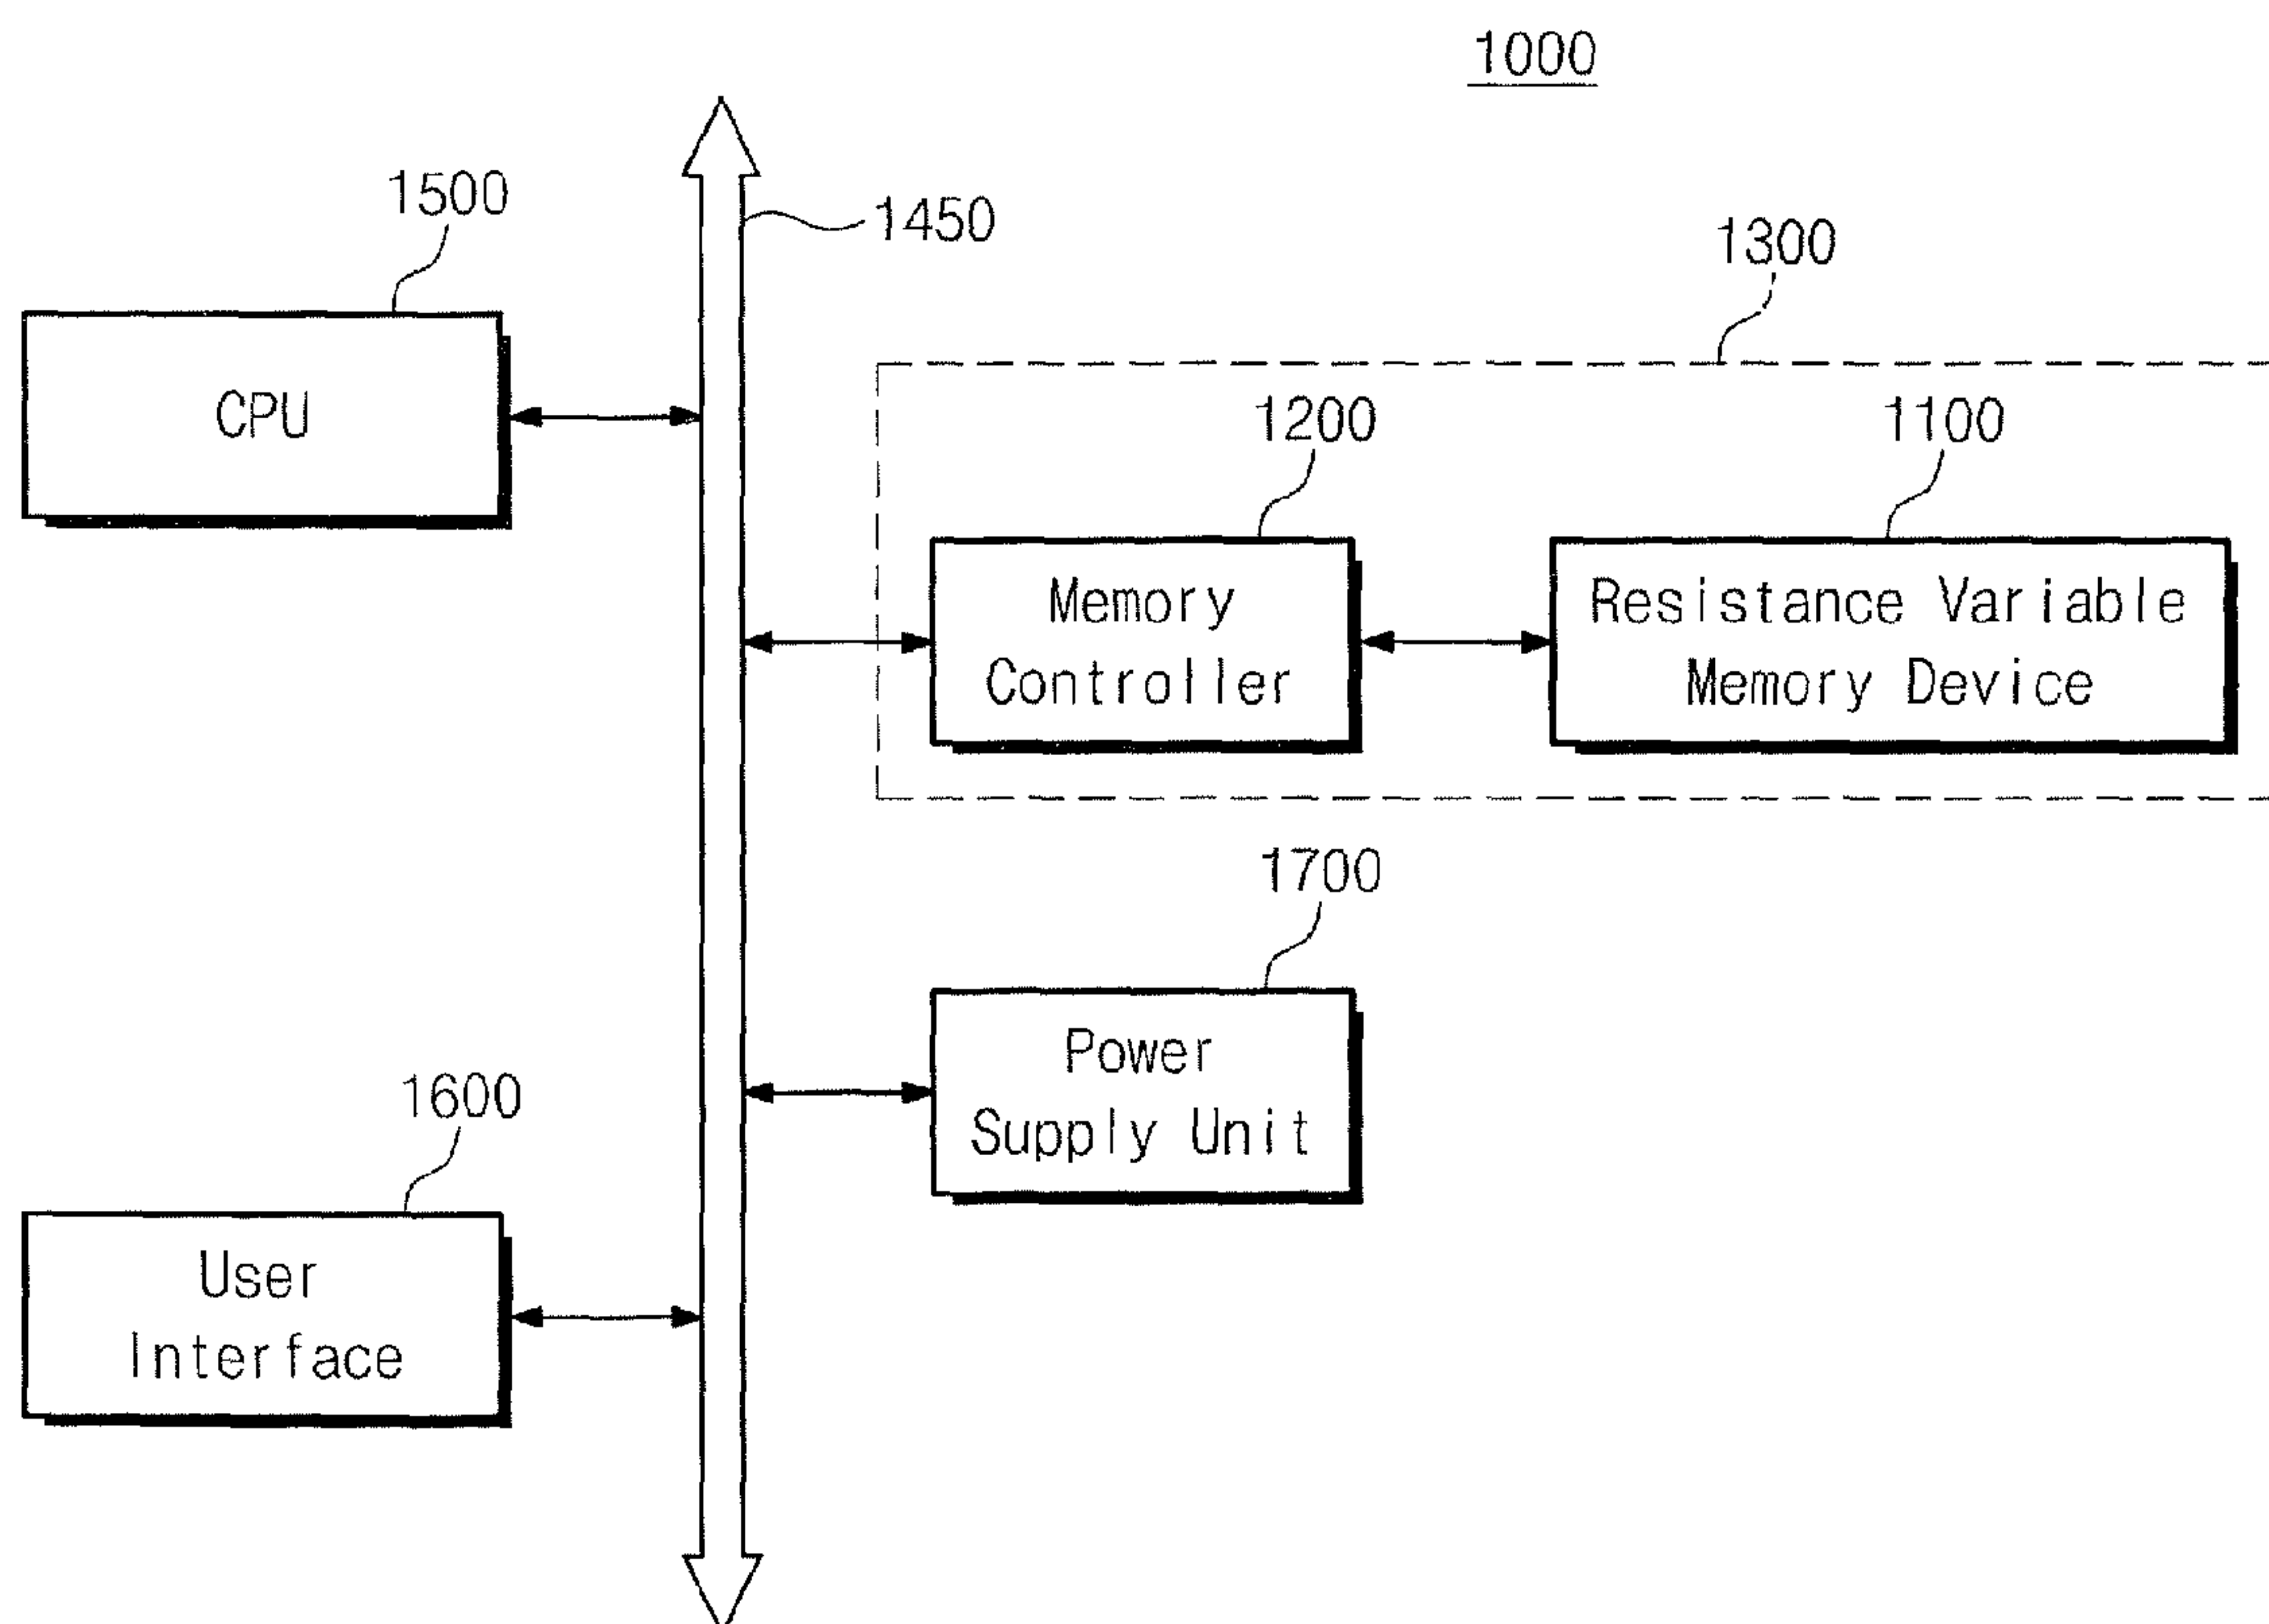 1000
1500
1450
1300
CPU
1200
1100
Memory
Controller
Resistance Variable
Memory Device
1700
Power
Supply Unit
1600
User
Interface